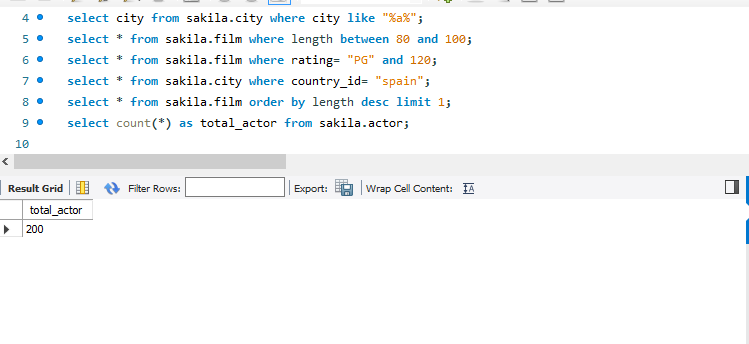 4 select city from sakila.city where city like "%a%";
5 select * from sakila.film where length between 80 and 100;
6 select * from sakila.film where rating= "PG" and 120;
7 select * from sakila.city where country_id= "spain";
8 select * from sakila.film order by length desc limit 1;
9 select count(*) as total_actor from sakila.actor;
10
Result Grid Filter Rows: Export: Wrap Cell Content: IA
total_actor
200